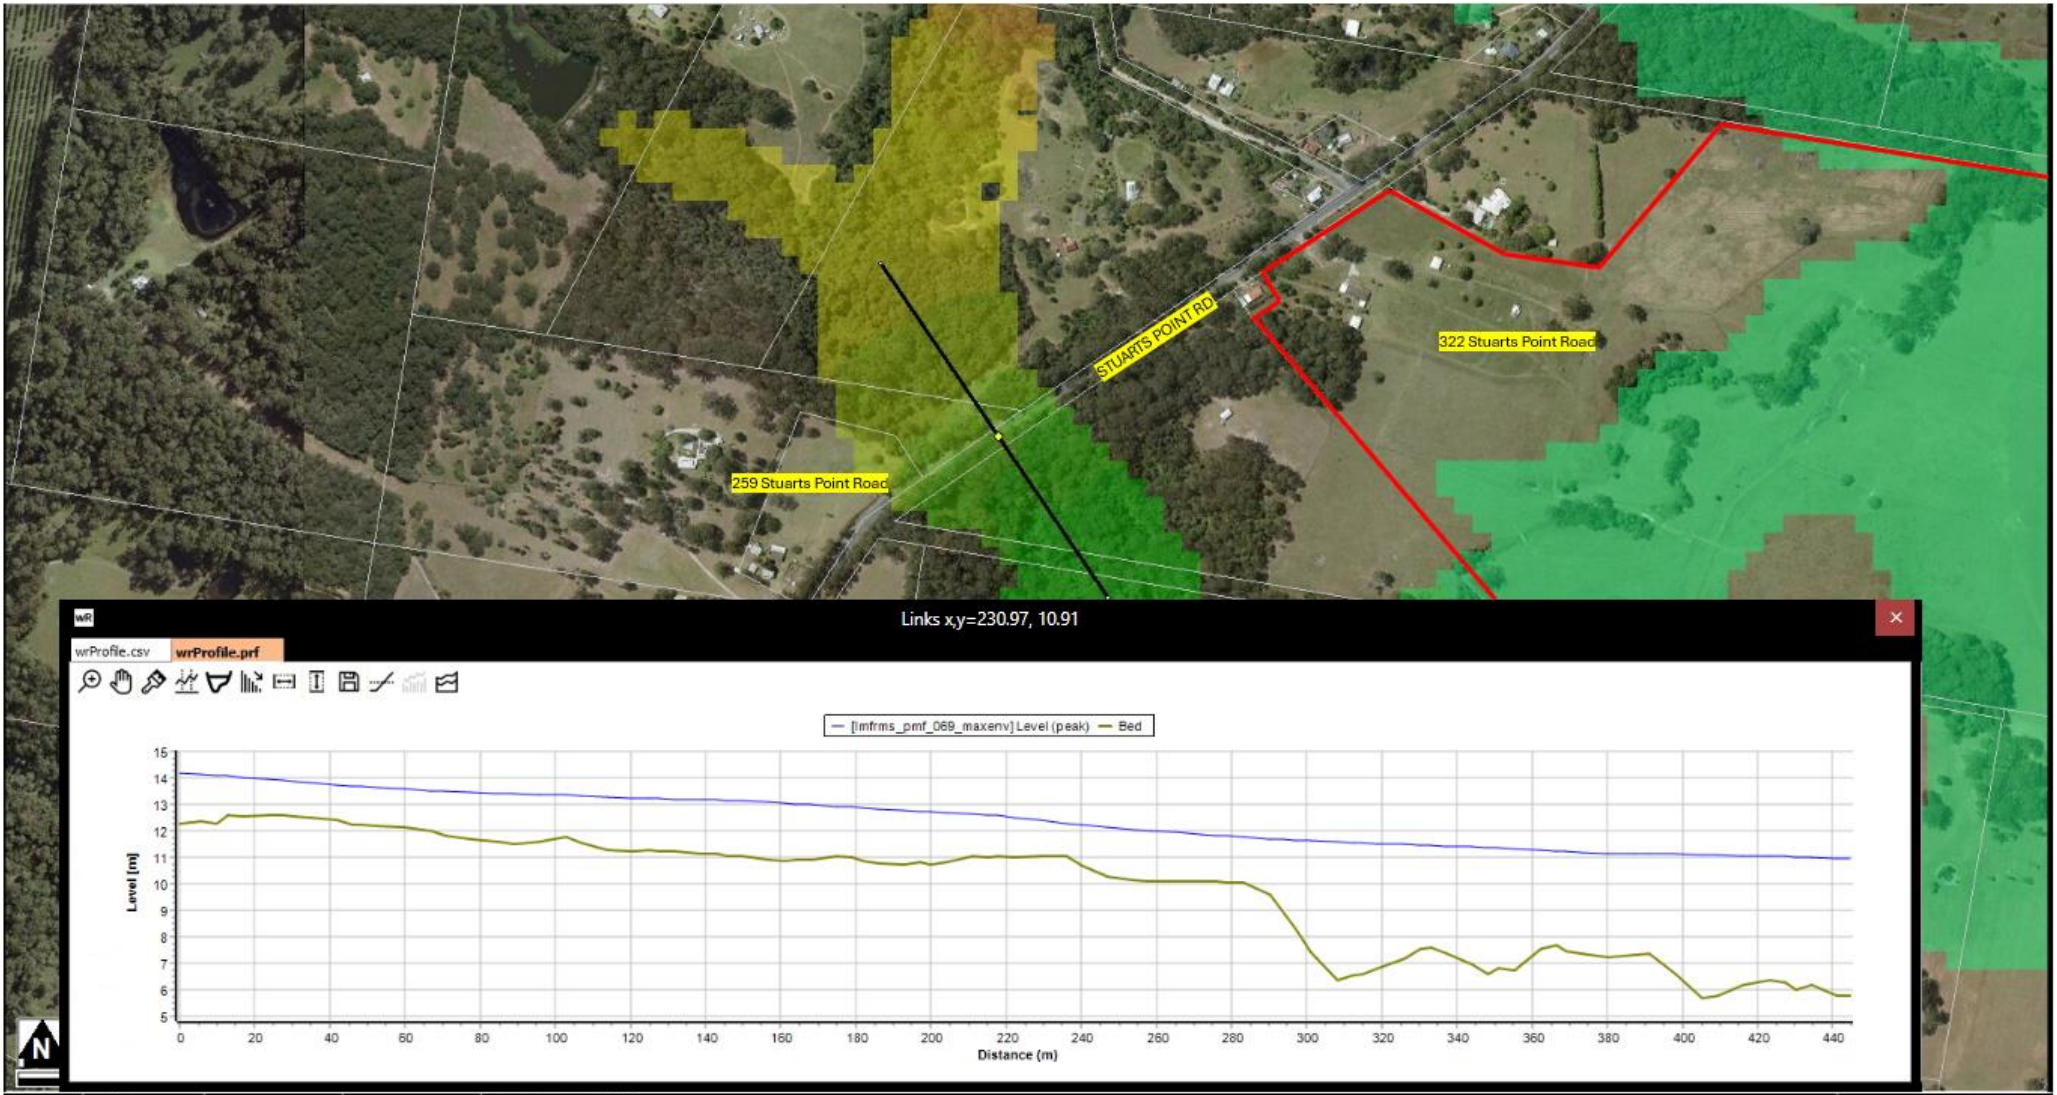 STUARTS POINT RD
322 Stuarts Point Road
259 Stuarts Point Road
wR
Links x,y=230.97, 10.91
×
wrProfile.csv
wrProfile.prf
[lmfrms_pmf_069_maxenv] Level (peak)
Bed
15
14
13
12
11
10
9
8
7
6
5
Level [m]
0 20 40 60 80 100 120 140 160 180 200 220 240 260 280 300 320 340 360 380 400 420 440
Distance (m)
N